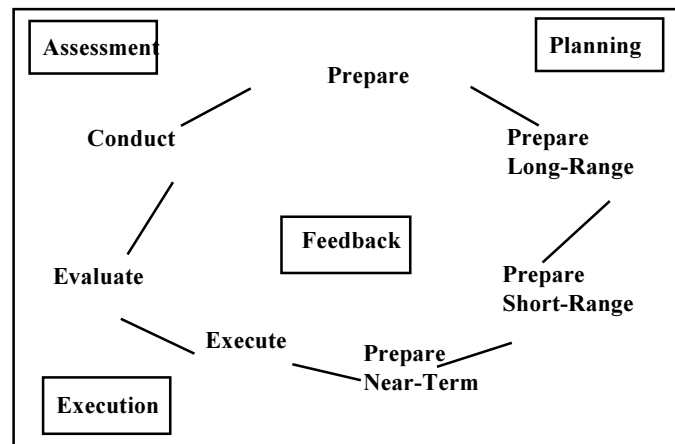 Assessment
Planning
Prepare
Conduct
Prepare
Long-Range
Feedback
Evaluate
Prepare
Short-Range
Execute
Prepare
Near-Term
Execution